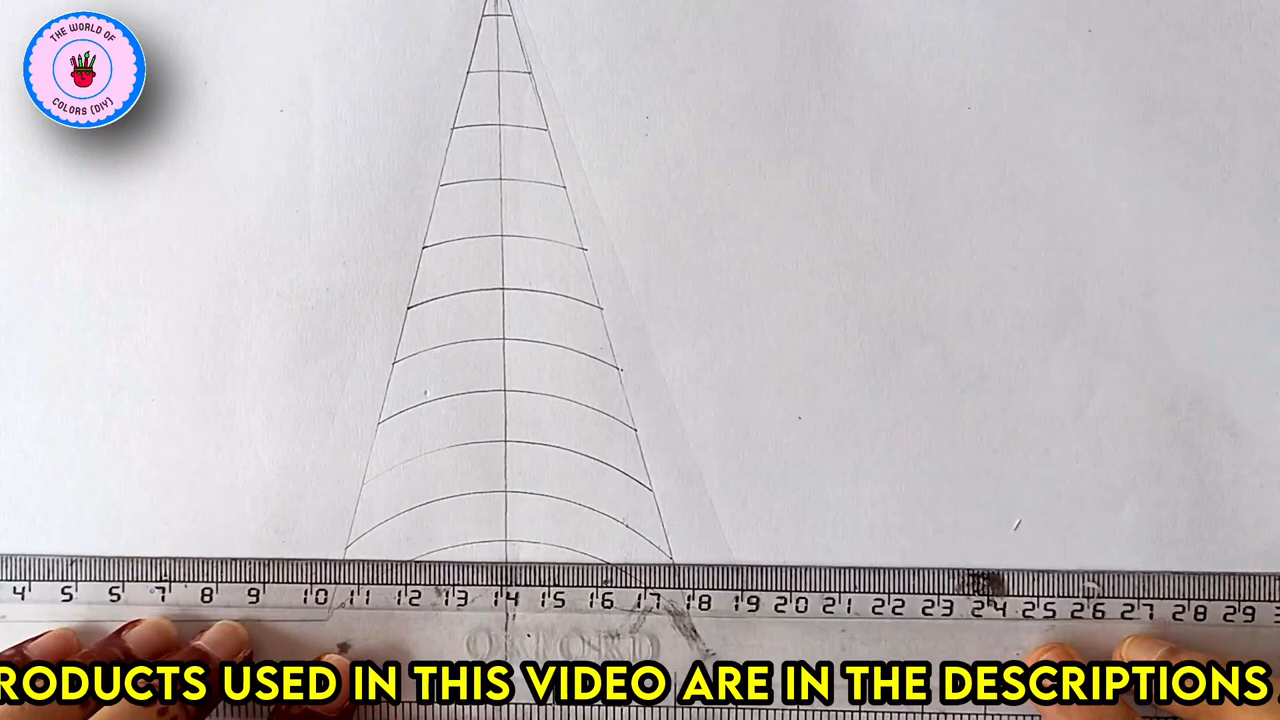 THE WORLD OF
COLORS (DIY)
4 5 5 7 8 9 10 11 12 13 14 15 16 17 18 19 20 21 22 23 24 25 26 27 28 29
OXFORD
RODUCTS USED IN THIS VIDEO ARE IN THE DESCRIPTIONS